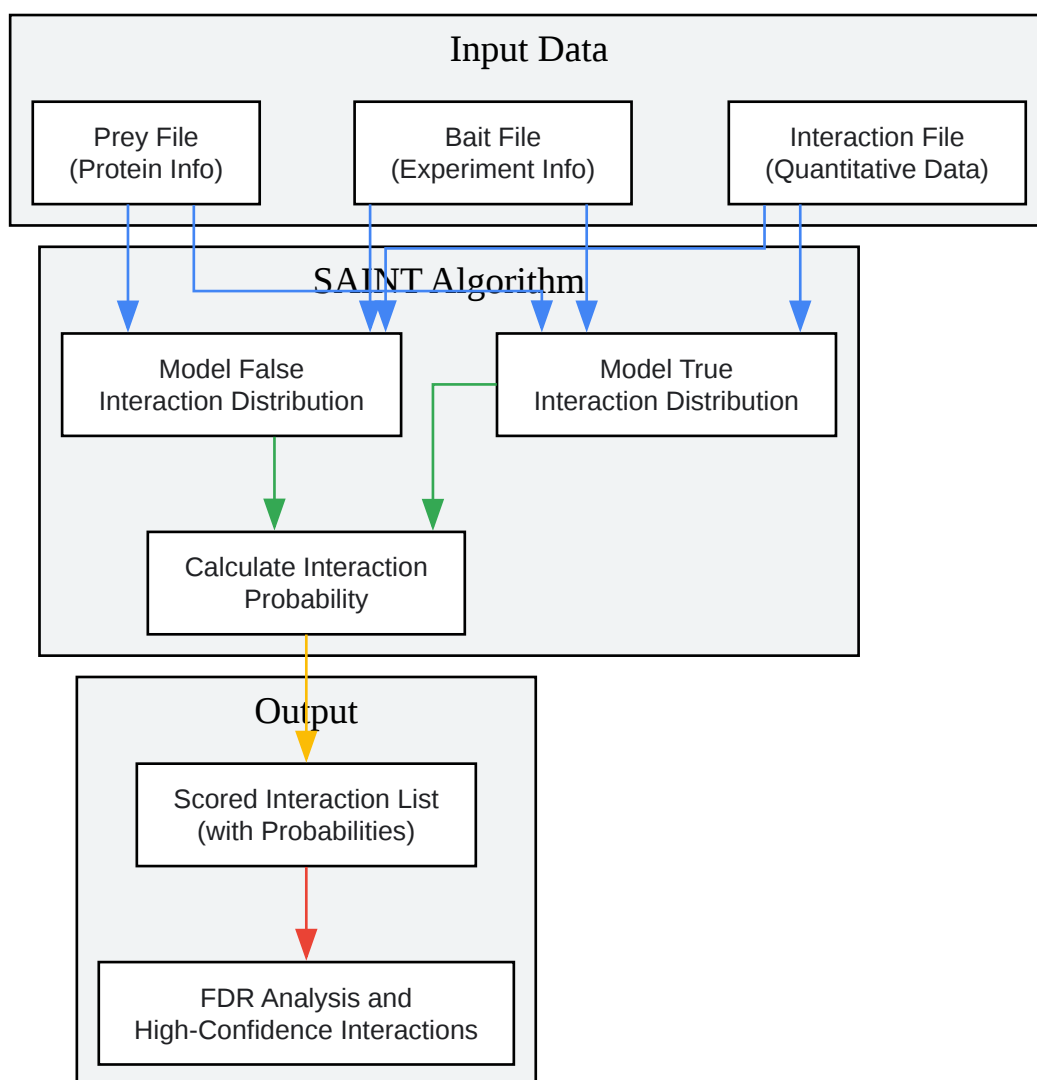 Input Data
Prey File
(Protein Info)
Bait File
(Experiment Info)
Interaction File
(Quantitative Data)
SAINT Algorithm
Model False
Interaction Distribution
Model True
Interaction Distribution
Calculate Interaction
Probability
Output
Scored Interaction List
(with Probabilities)
FDR Analysis and
High-Confidence Interactions